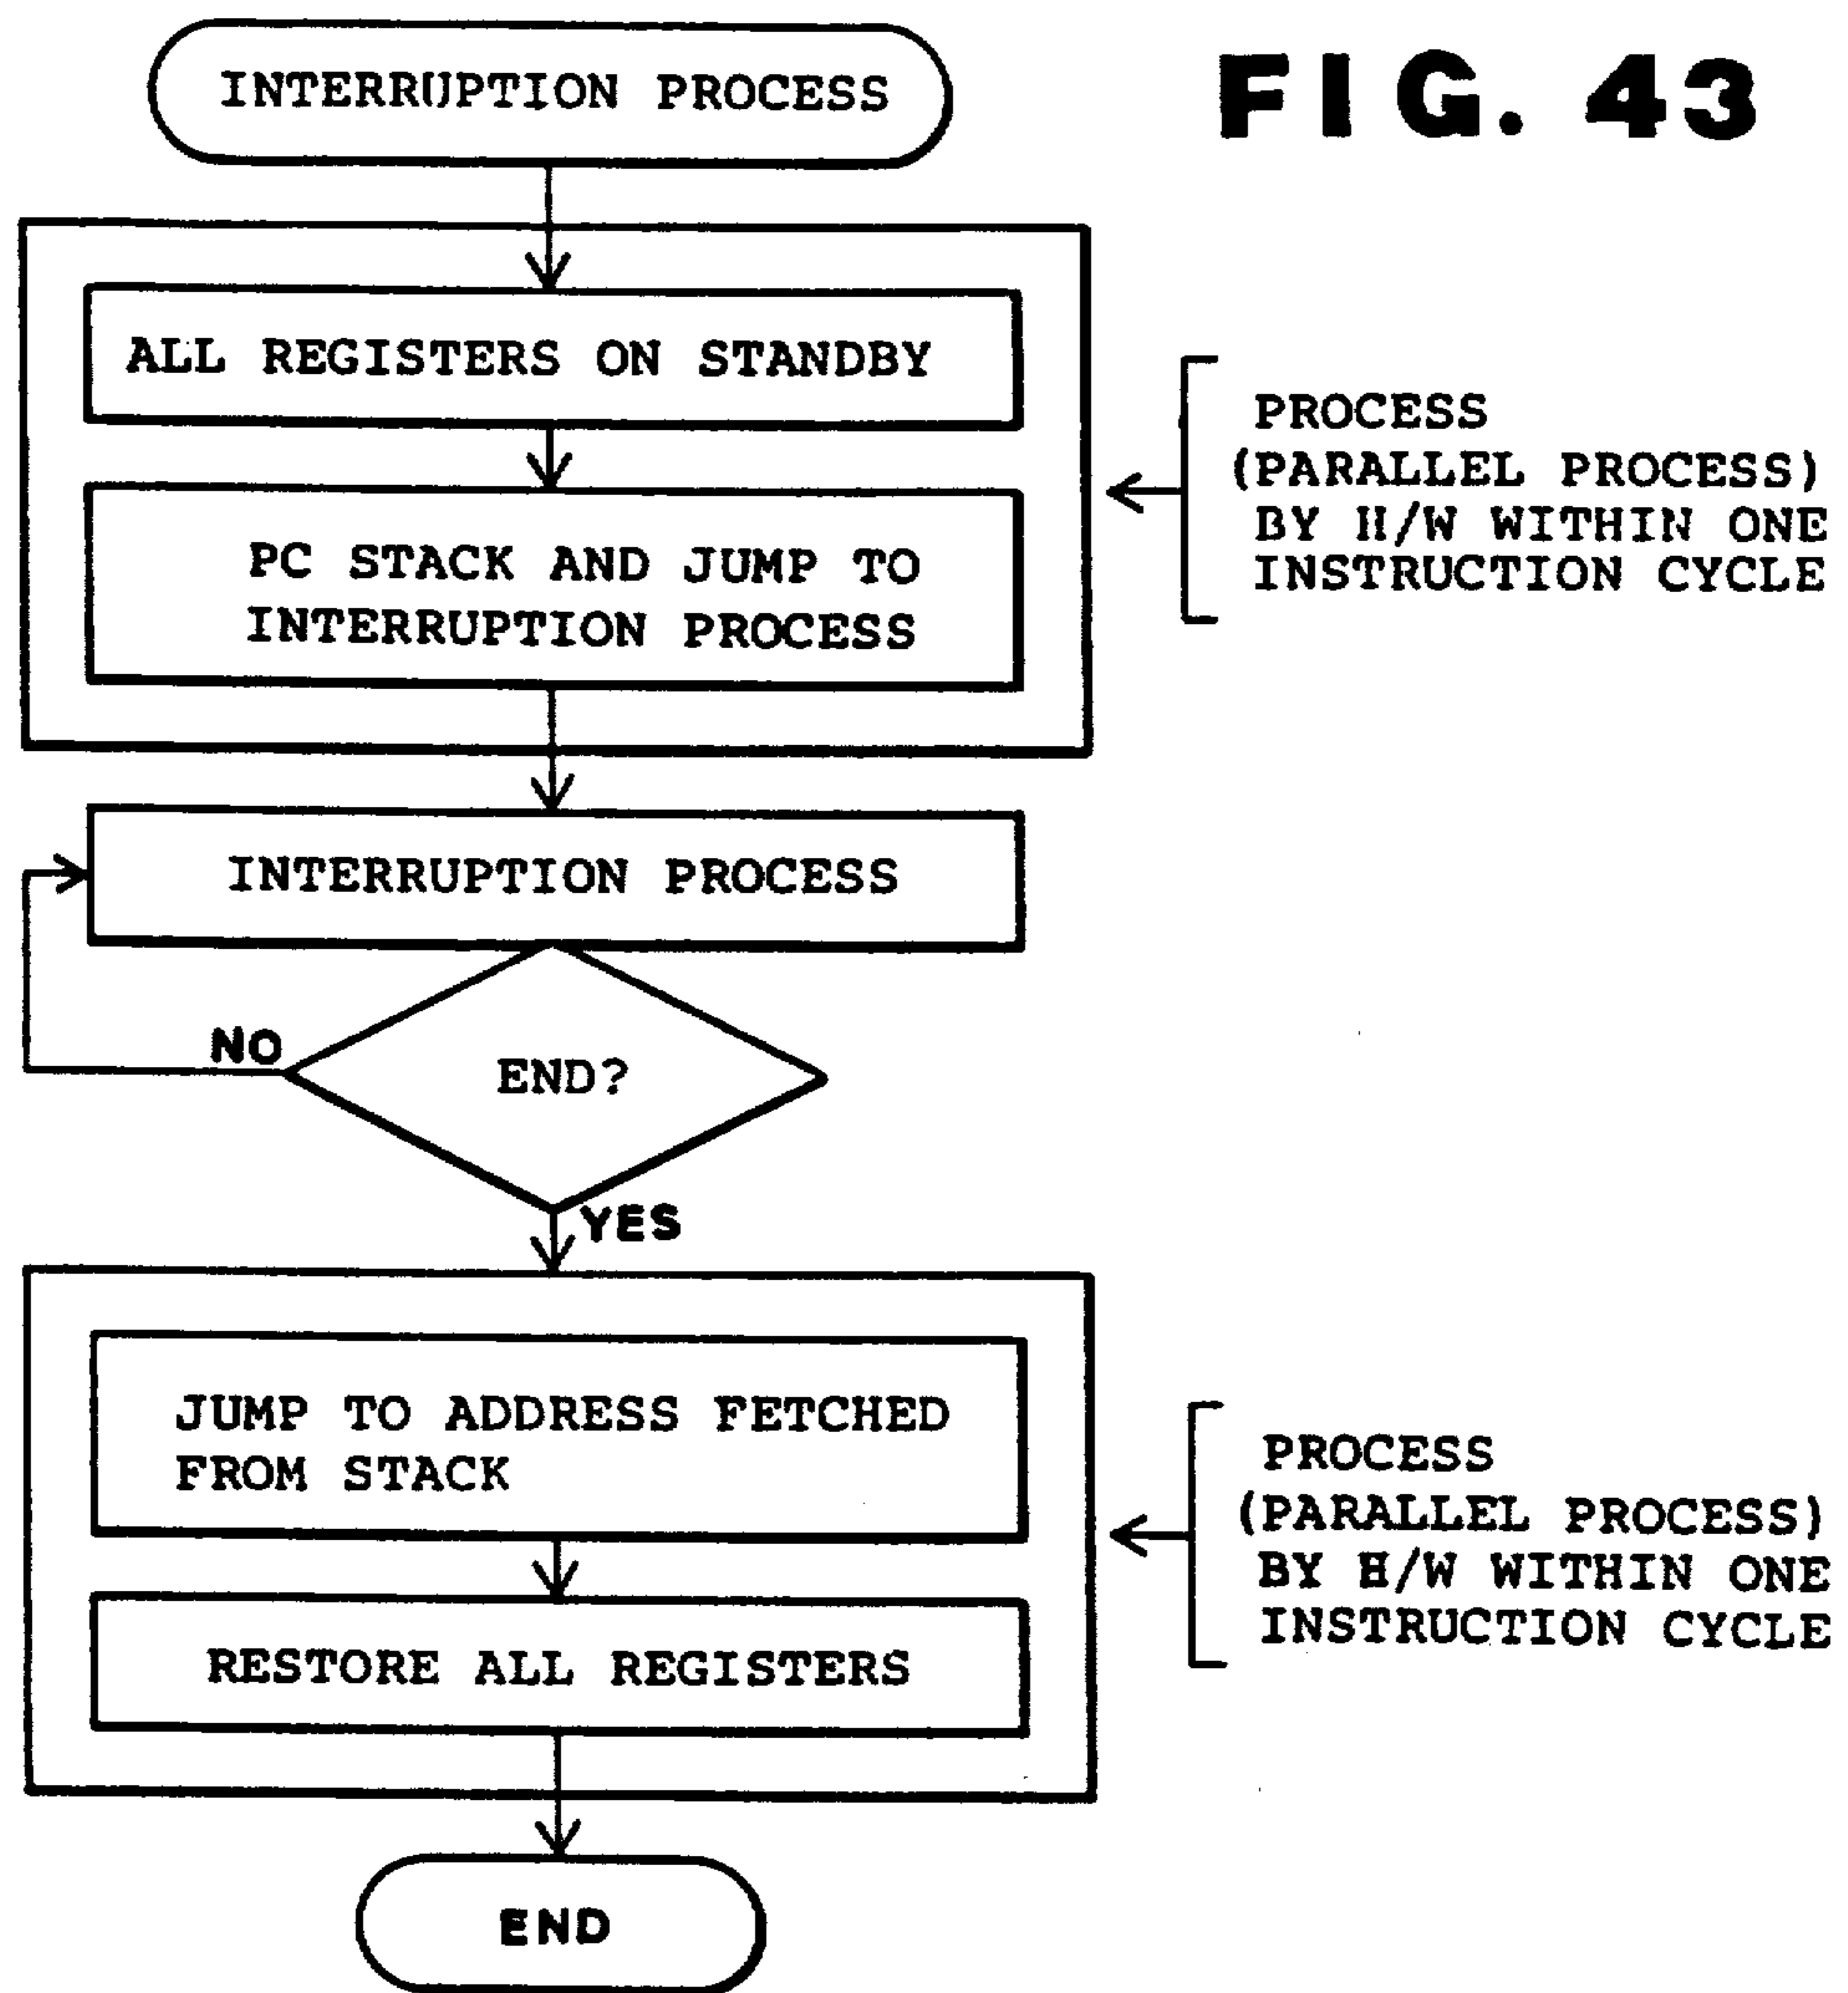 INTERRUPTION PROCESS
FIG. 43
ALL REGISTERS ON STANDBY
PC STACK AND JUMP TO
INTERRUPTION PROCESS
PROCESS
(PARALLEL PROCESS)
BY H/W WITHIN ONE
INSTRUCTION CYCLE
INTERRUPTION PROCESS
NO
END?
YES
JUMP TO ADDRESS FETCHED
FROM STACK
RESTORE ALL REGISTERS
PROCESS
(PARALLEL PROCESS)
BY H/W WITHIN ONE
INSTRUCTION CYCLE
END